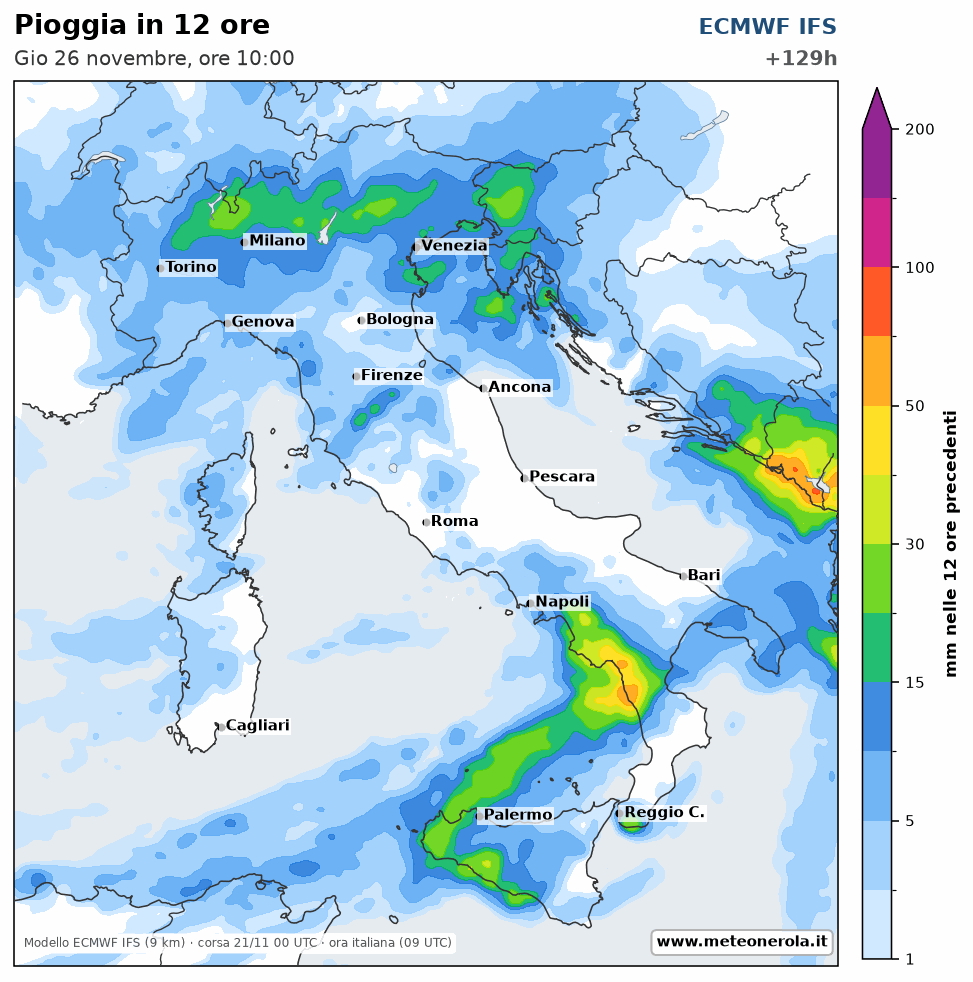 Pioggia in 12 ore
ECMWF IFS
Gio 26 novembre, ore 10:00
+129h
200
100
50
30
15
5
1
mm nelle 12 ore precedenti
Milano
Venezia
Torino
Genova
Bologna
Firenze
Ancona
Pescara
Roma
Bari
Napoli
Cagliari
Palermo
Reggio C.
Modello ECMWF IFS (9 km) · corsa 21/11 00 UTC · ora italiana (09 UTC)
www.meteonerola.it